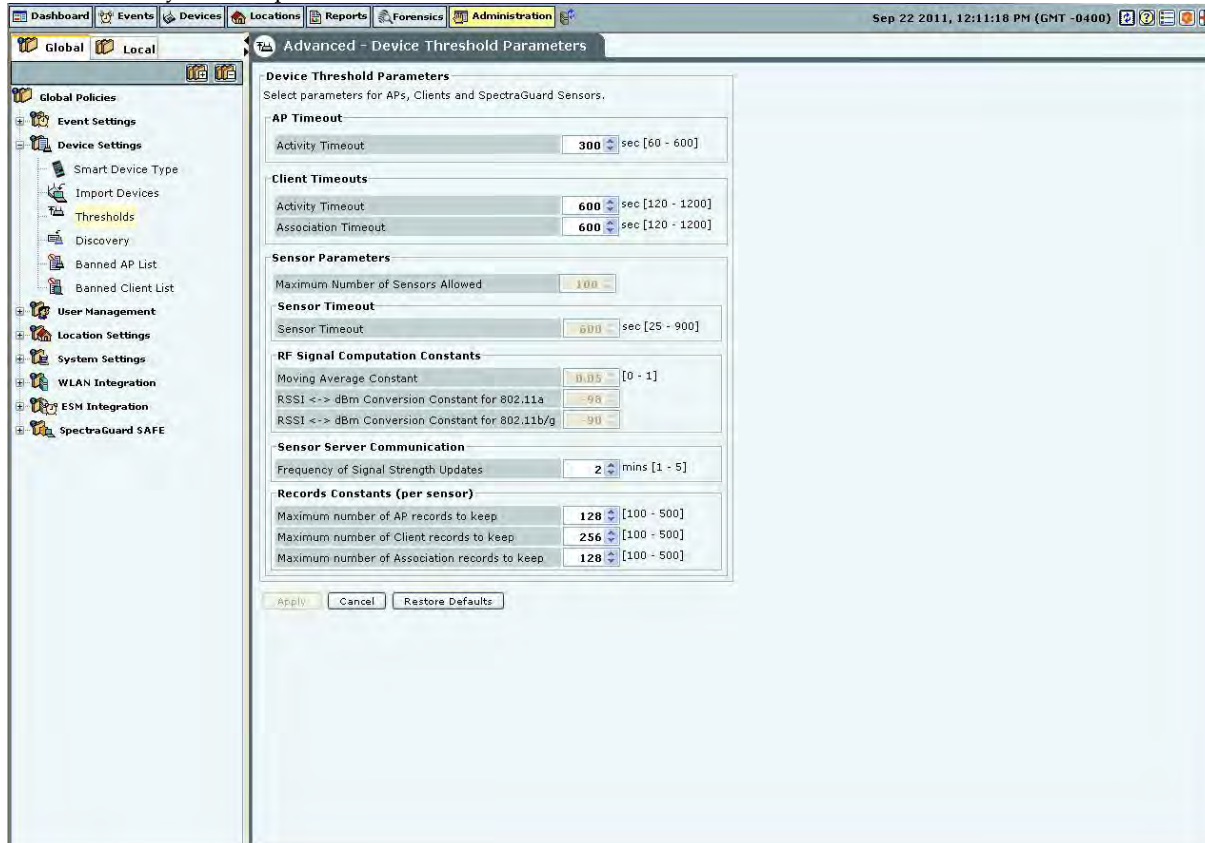 Dashboard Events Devices Locations Reports Forensics Administration Sep 22 2011, 12:11:18 PM (GMT -0400)
Global Local
Advanced - Device Threshold Parameters
Global Policies
Event Settings
Device Settings
Smart Device Type
Import Devices
Thresholds
Discovery
Banned AP List
Banned Client List
User Management
Location Settings
System Settings
WLAN Integration
ESM Integration
SpectraGuard SAFE
Device Threshold Parameters
Select parameters for APs, Clients and SpectraGuard Sensors.
AP Timeout
Activity Timeout 300 sec [60 - 600]
Client Timeouts
Activity Timeout 600 sec [120 - 1200]
Association Timeout 600 sec [120 - 1200]
Sensor Parameters
Maximum Number of Sensors Allowed 100
Sensor Timeout
Sensor Timeout 600 sec [25 - 900]
RF Signal Computation Constants
Moving Average Constant 0.05 [0 - 1]
RSSI <-> dBm Conversion Constant for 802.11a
RSSI <-> dBm Conversion Constant for 802.11b/g
Sensor Server Communication
Frequency of Signal Strength Updates 2 mins [1 - 5]
Records Constants (per sensor)
Maximum number of AP records to keep 128 [100 - 500]
Maximum number of Client records to keep 256 [100 - 500]
Maximum number of Association records to keep 128 [100 - 500]
Apply Cancel Restore Defaults